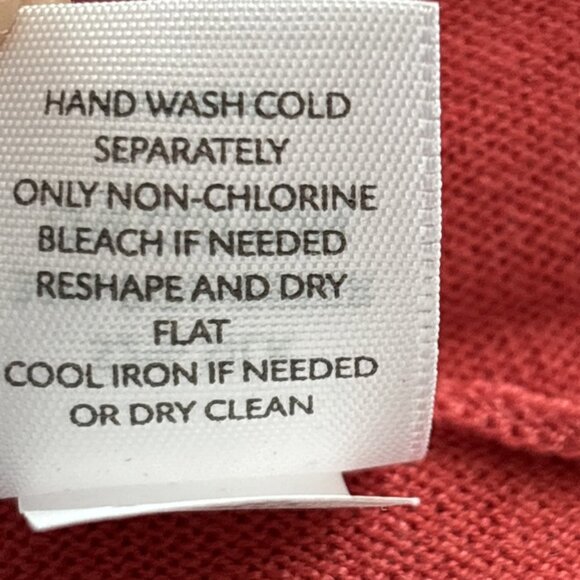 HAND WASH COLD
SEPARATELY
ONLY NON-CHLORINE
BLEACH IF NEEDED
RESHAPE AND DRY
FLAT
COOL IRON IF NEEDED
OR DRY CLEAN